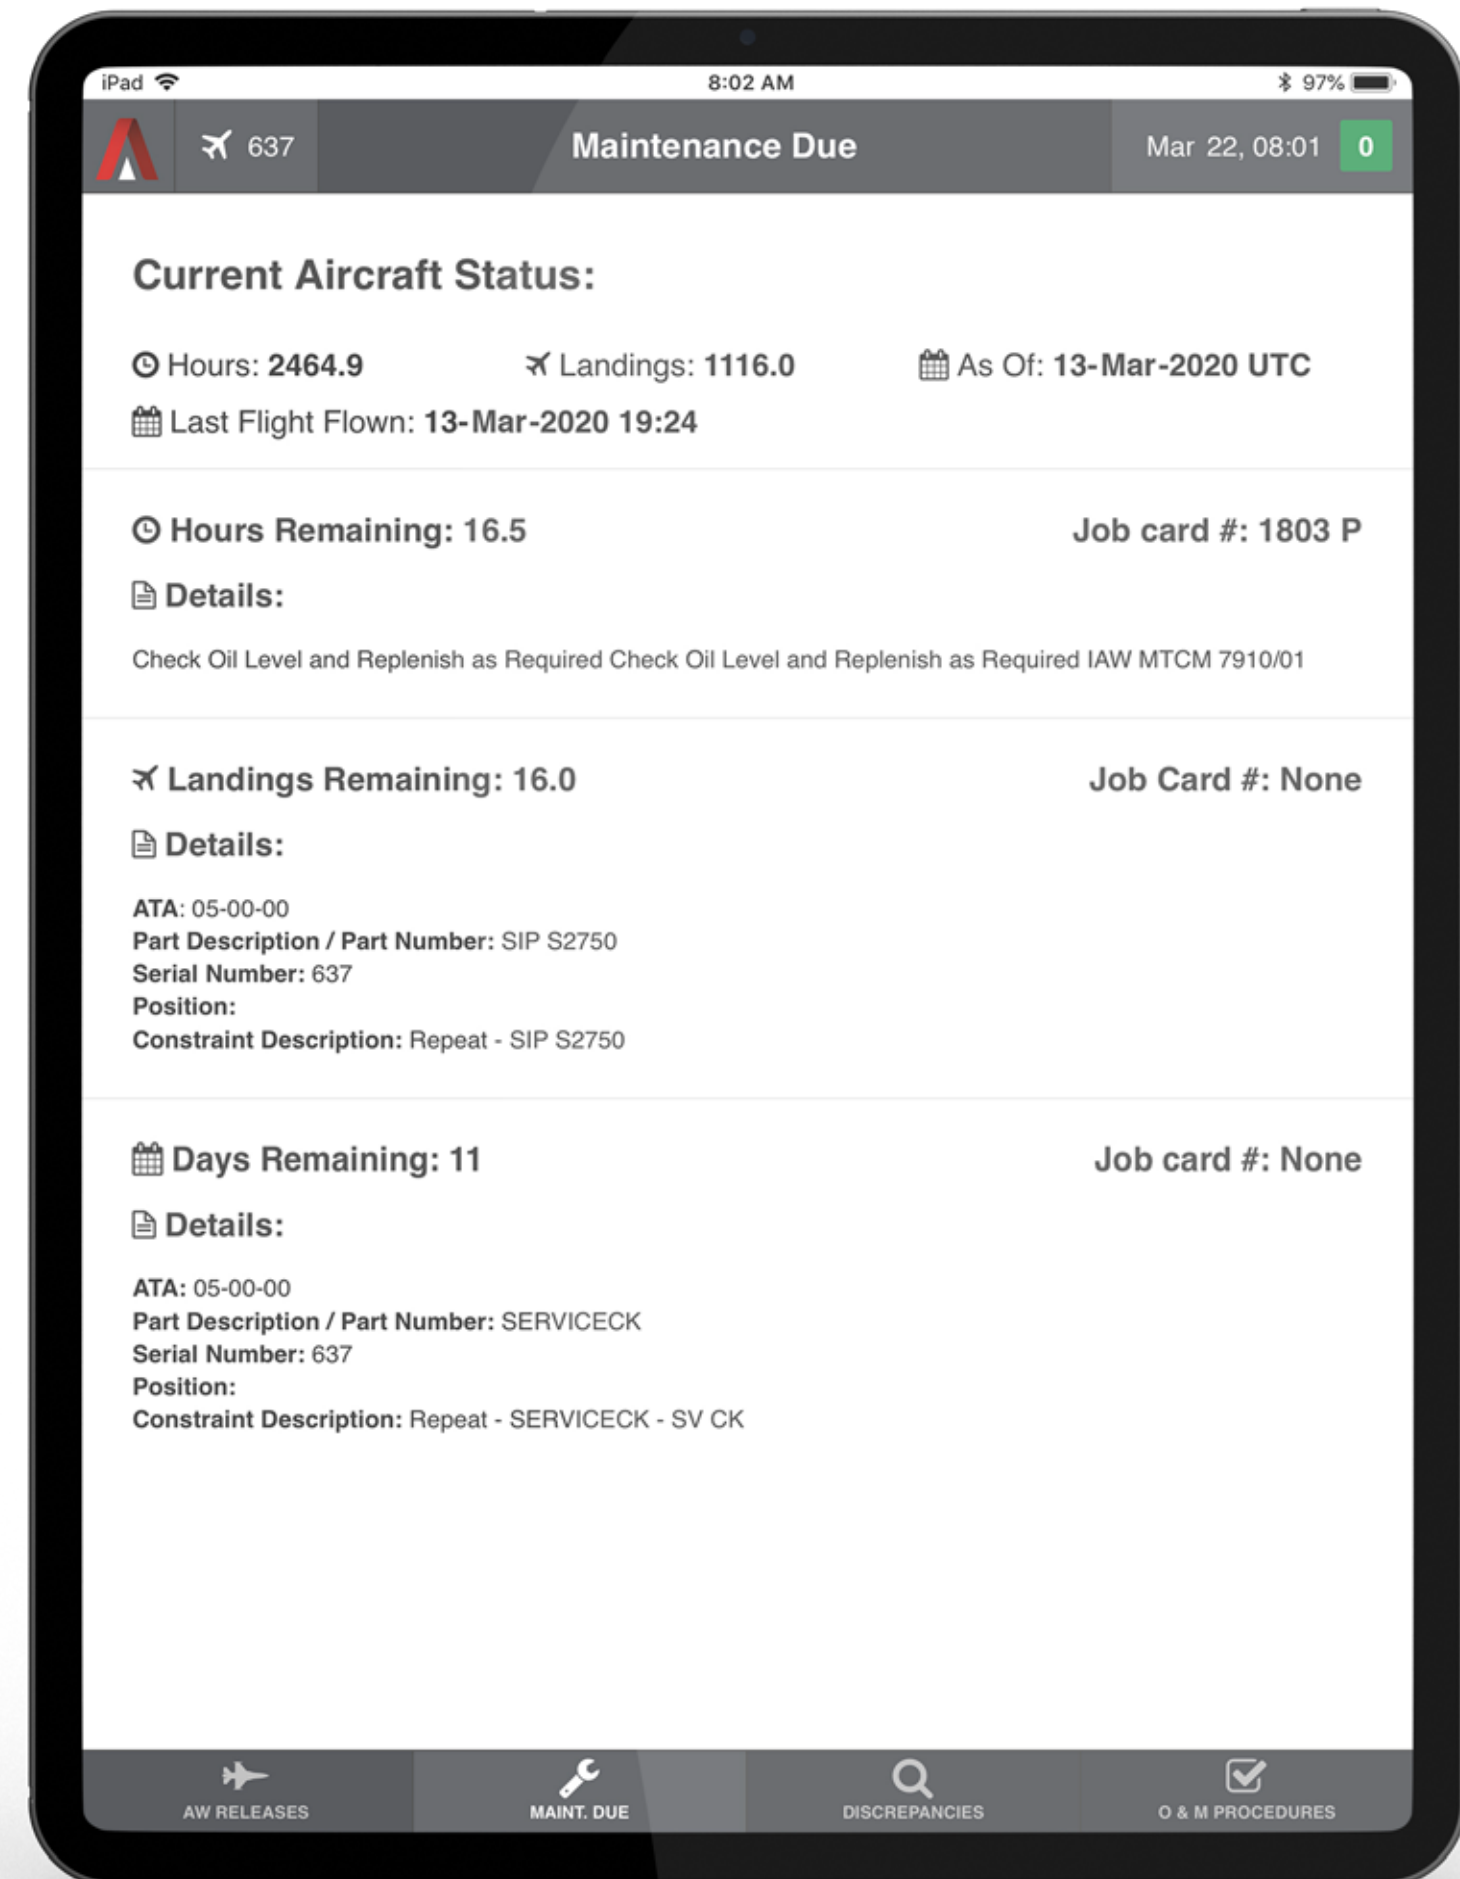 iPad 8:02 AM 97%
637 Maintenance Due Mar 22, 08:01 0
Current Aircraft Status:
Hours: 2464.9 Landings: 1116.0 As Of: 13-Mar-2020 UTC
Last Flight Flown: 13-Mar-2020 19:24
Hours Remaining: 16.5 Job card #: 1803 P
Details:
Check Oil Level and Replenish as Required Check Oil Level and Replenish as Required IAW MTCM 7910/01
Landings Remaining: 16.0 Job Card #: None
Details:
ATA: 05-00-00
Part Description / Part Number: SIP S2750
Serial Number: 637
Position:
Constraint Description: Repeat - SIP S2750
Days Remaining: 11 Job card #: None
Details:
ATA: 05-00-00
Part Description / Part Number: SERVICECK
Serial Number: 637
Position:
Constraint Description: Repeat - SERVICECK - SV CK
AW RELEASES MAINT. DUE DISCREPANCIES O & M PROCEDURES